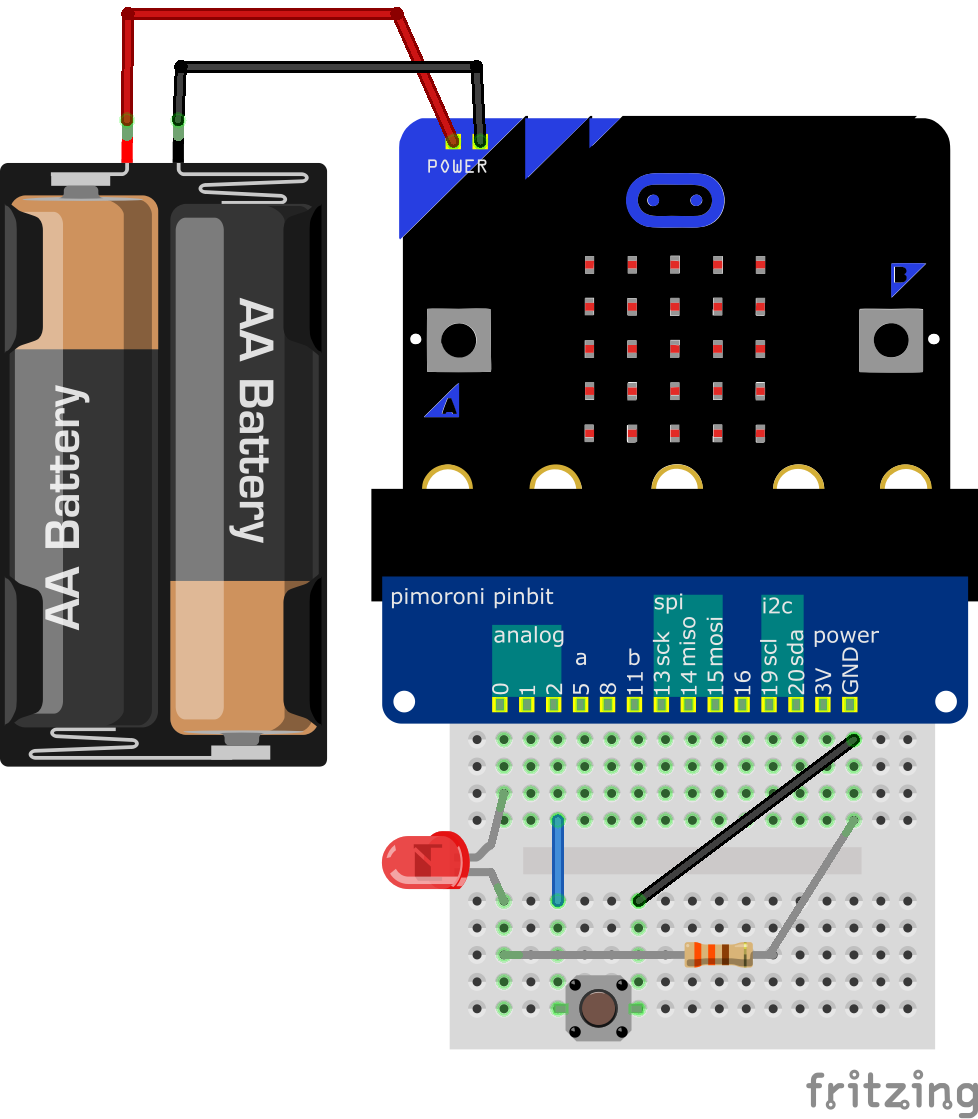 POWER
B
A
AA Battery
AA Battery
pimoroni pinbit
spi
i2c
analog
power
a
b
0
1
2
5
8
11
13 sck
14 miso
15 mosi
16
19 scl
20 sda
3V
GND
fritzing